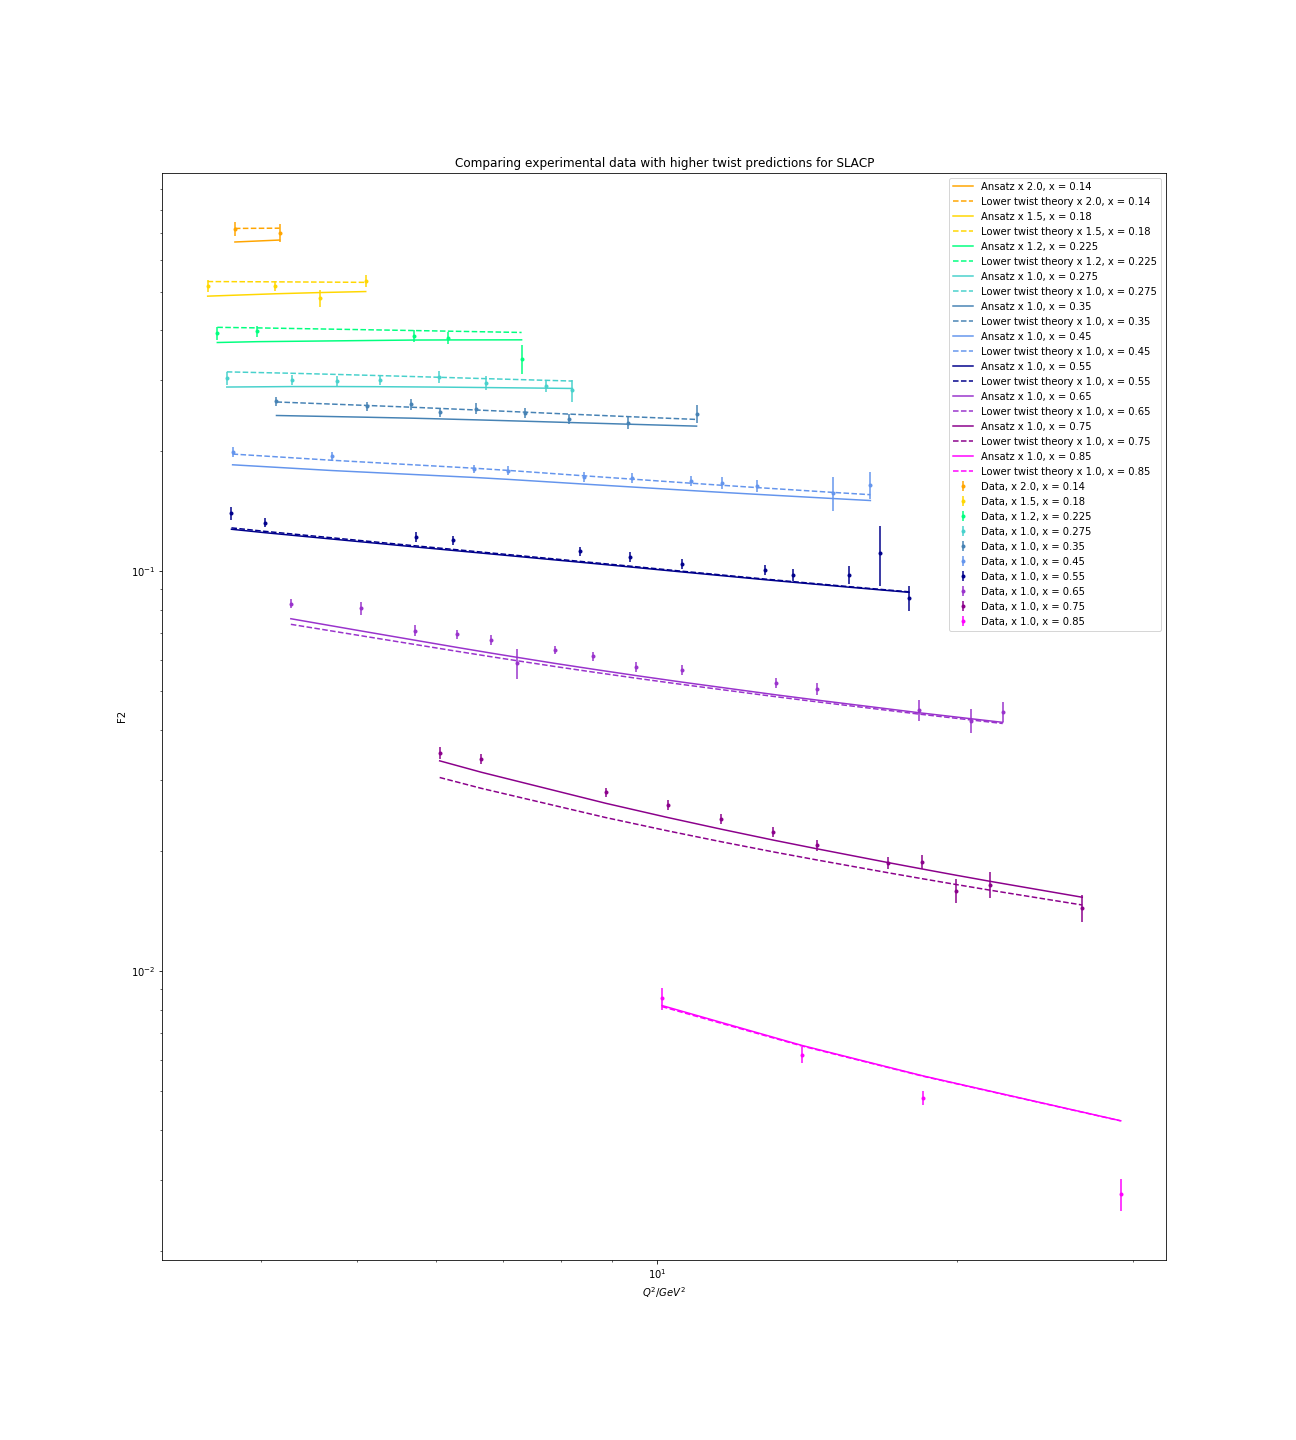 Comparing experimental data with higher twist predictions for SLACP
Ansatz x 2.0, x = 0.14
Lower twist theory x 2.0, x = 0.14
Ansatz x 1.5, x = 0.18
Lower twist theory x 1.5, x = 0.18
Ansatz x 1.2, x = 0.225
Lower twist theory x 1.2, x = 0.225
Ansatz x 1.0, x = 0.275
Lower twist theory x 1.0, x = 0.275
Ansatz x 1.0, x = 0.35
Lower twist theory x 1.0, x = 0.35
Ansatz x 1.0, x = 0.45
Lower twist theory x 1.0, x = 0.45
Ansatz x 1.0, x = 0.55
Lower twist theory x 1.0, x = 0.55
Ansatz x 1.0, x = 0.65
Lower twist theory x 1.0, x = 0.65
Ansatz x 1.0, x = 0.75
Lower twist theory x 1.0, x = 0.75
Ansatz x 1.0, x = 0.85
Lower twist theory x 1.0, x = 0.85
Data, x 2.0, x = 0.14
Data, x 1.5, x = 0.18
Data, x 1.2, x = 0.225
Data, x 1.0, x = 0.275
Data, x 1.0, x = 0.35
Data, x 1.0, x = 0.45
Data, x 1.0, x = 0.55
Data, x 1.0, x = 0.65
Data, x 1.0, x = 0.75
Data, x 1.0, x = 0.85
10⁻¹
F2
10⁻²
10¹
Q²/GeV²